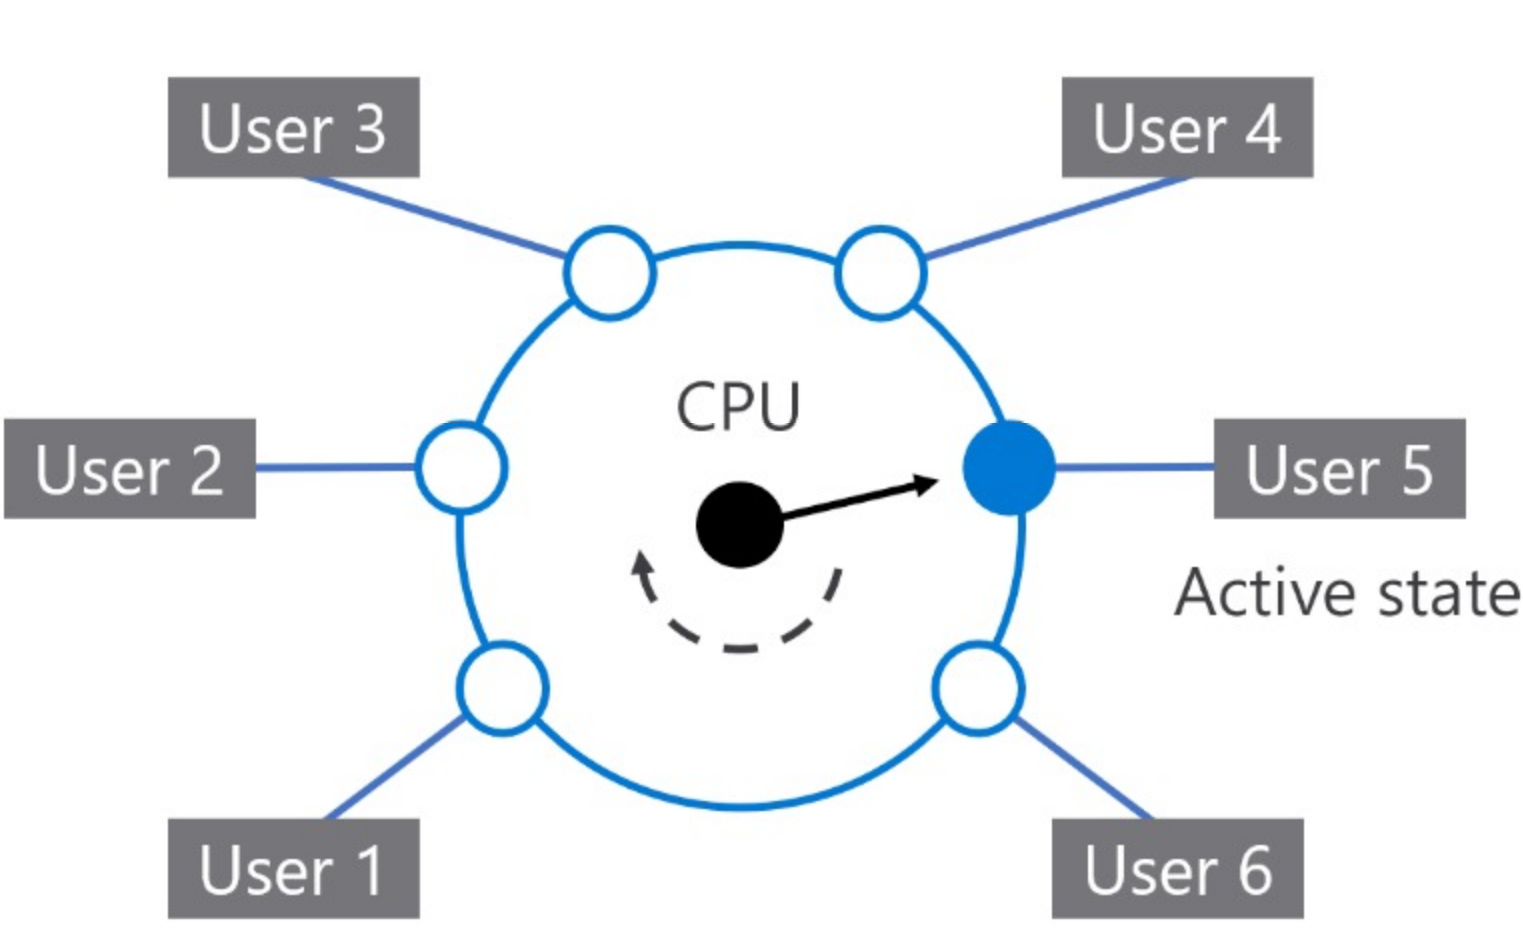 User 3
User 4
CPU
User 2
User 5
Active state
User 1
User 6